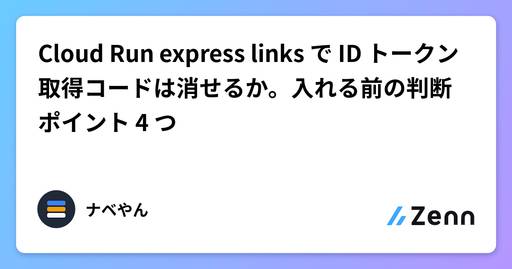 Cloud Run express links で ID トークン
取得コードは消せるか。入れる前の判断
ポイント 4 つ
ナベやん
Zenn